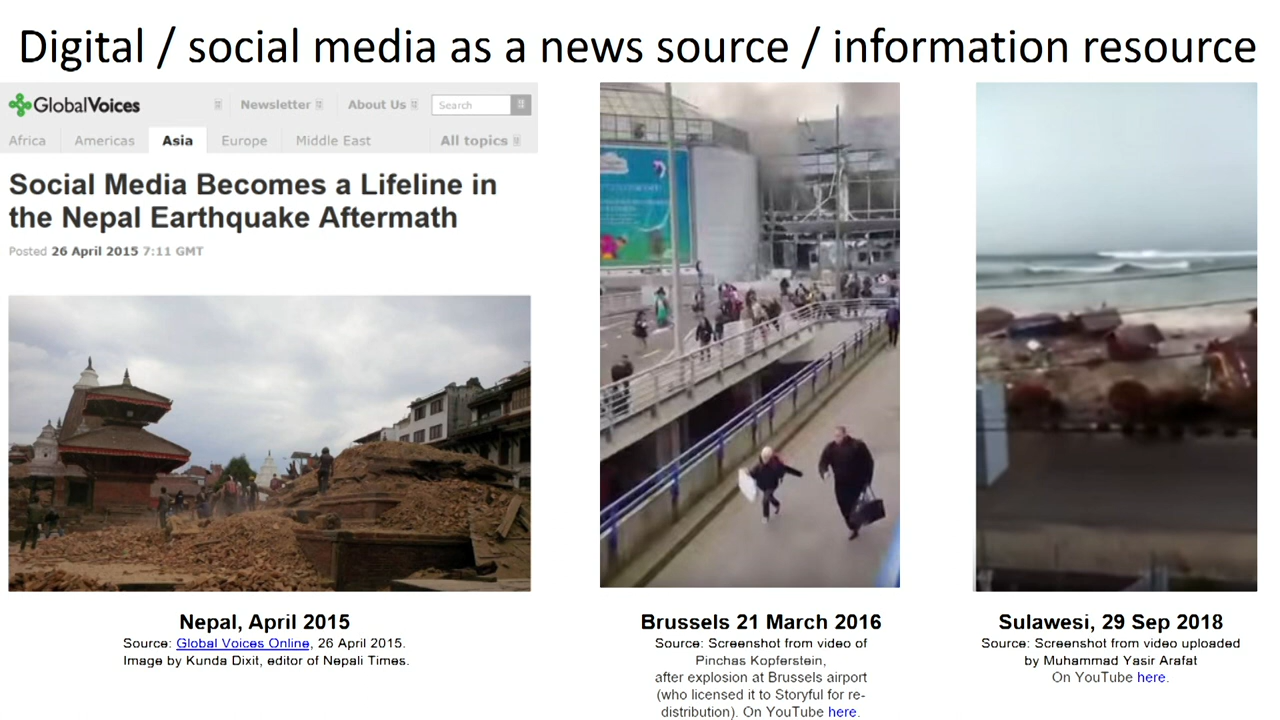 Digital / social media as a news source / information resource
GlobalVoices
Newsletter
About Us
Search
Africa
Americas
Asia
Europe
Middle East
All topics
Social Media Becomes a Lifeline in
the Nepal Earthquake Aftermath
Posted 26 April 2015 7:11 GMT
Nepal, April 2015
Source: Global Voices Online, 26 April 2015.
Image by Kunda Dixit, editor of Nepali Times.
Brussels 21 March 2016
Source: Screenshot from video of
Pinchas Kopferstein,
after explosion at Brussels airport
(who licensed it to Storyful for re-
distribution). On YouTube here.
Sulawesi, 29 Sep 2018
Source: Screenshot from video uploaded
by Muhammad Yasir Arafat
On YouTube here.